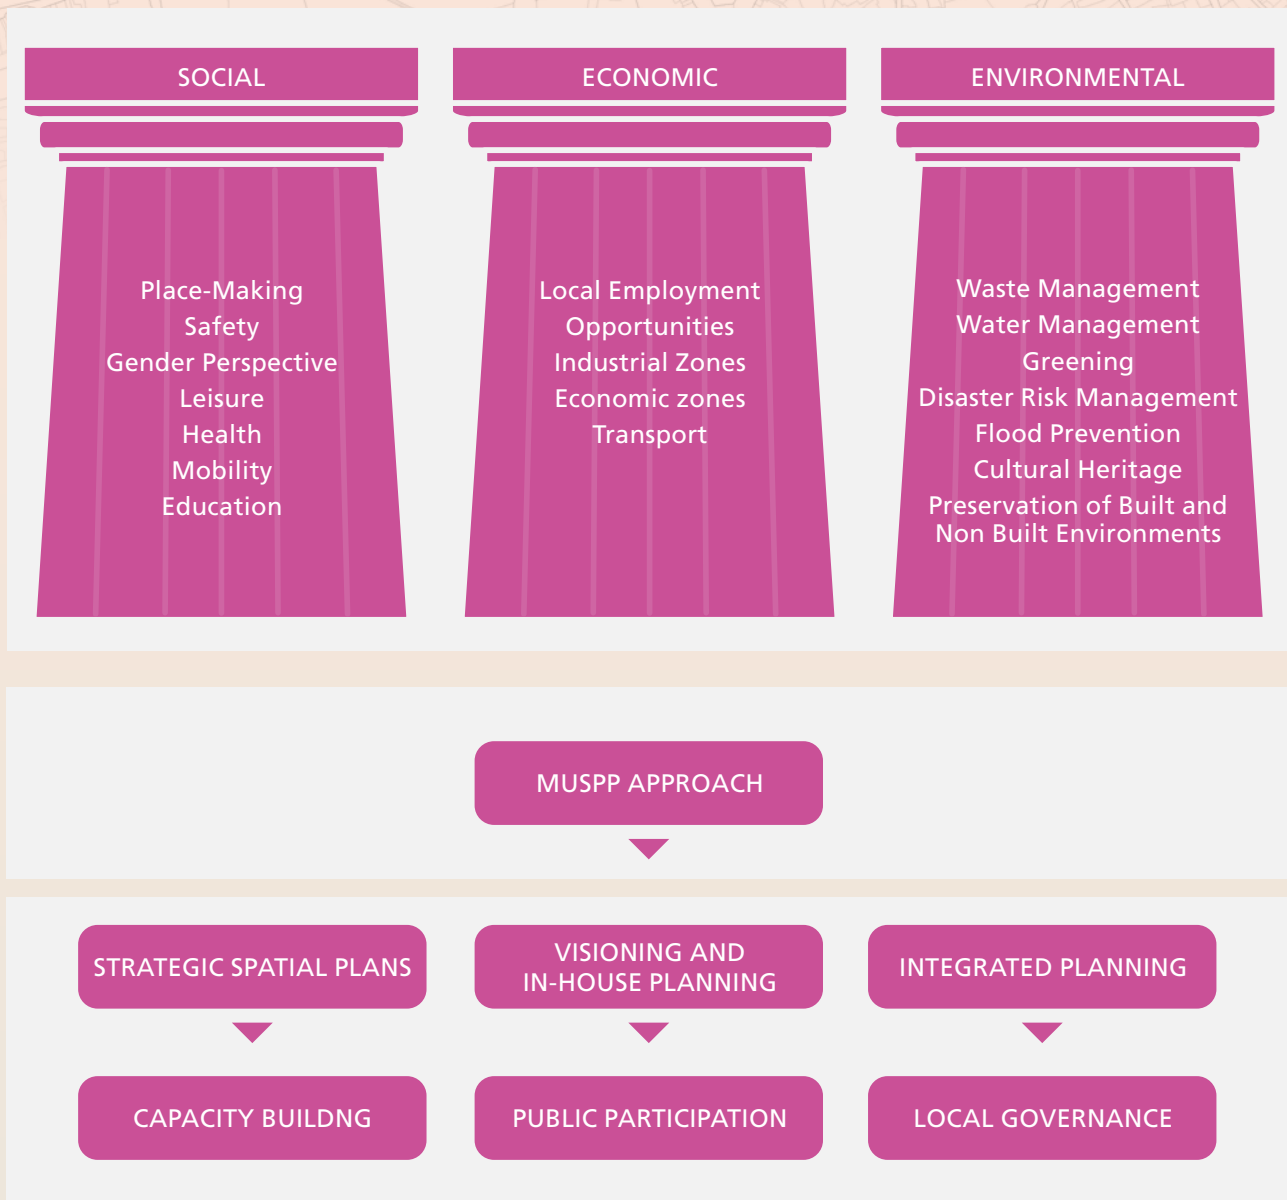 SOCIAL
Place-Making
Safety
Gender Perspective
Leisure
Health
Mobility
Education
ECONOMIC
Local Employment
Opportunities
Industrial Zones
Economic zones
Transport
ENVIRONMENTAL
Waste Management
Water Management
Greening
Disaster Risk Management
Flood Prevention
Cultural Heritage
Preservation of Built and
Non Built Environments
MUSPP APPROACH
STRATEGIC SPATIAL PLANS
VISIONING AND
IN-HOUSE PLANNING
INTEGRATED PLANNING
CAPACITY BUILDNG
PUBLIC PARTICIPATION
LOCAL GOVERNANCE